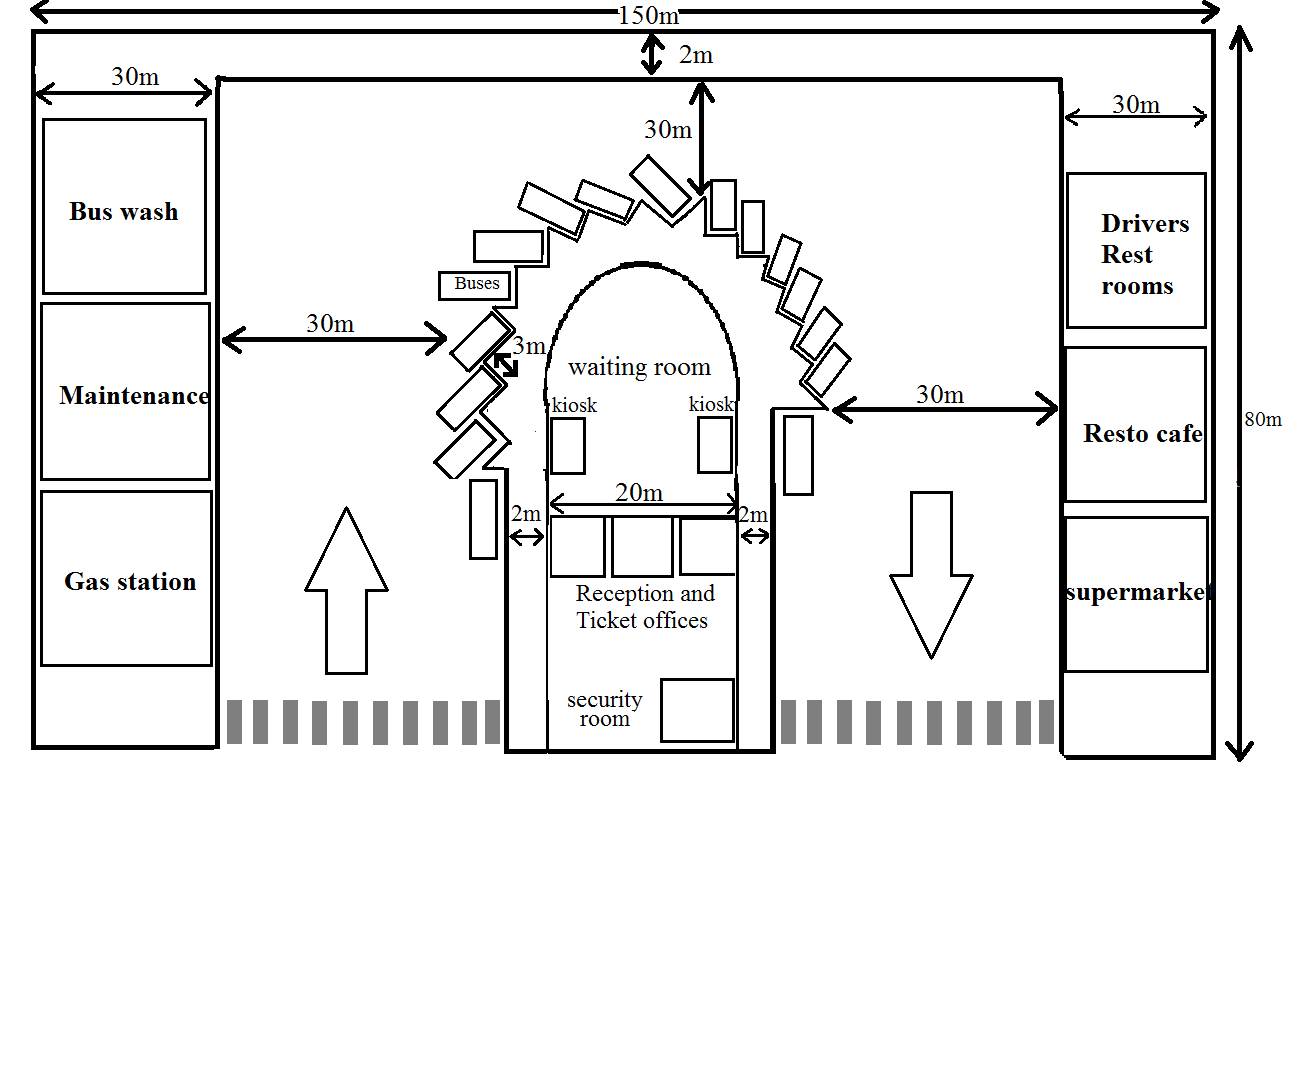 150m
2m
30m
30m
30m
Bus wash
Drivers
Rest
rooms
Buses
30m
3m
waiting room
30m
Maintenance
kiosk
kiosk
Resto cafe
80m
20m
2m
2m
Gas station
Reception and
Ticket offices
supermarket
security
room